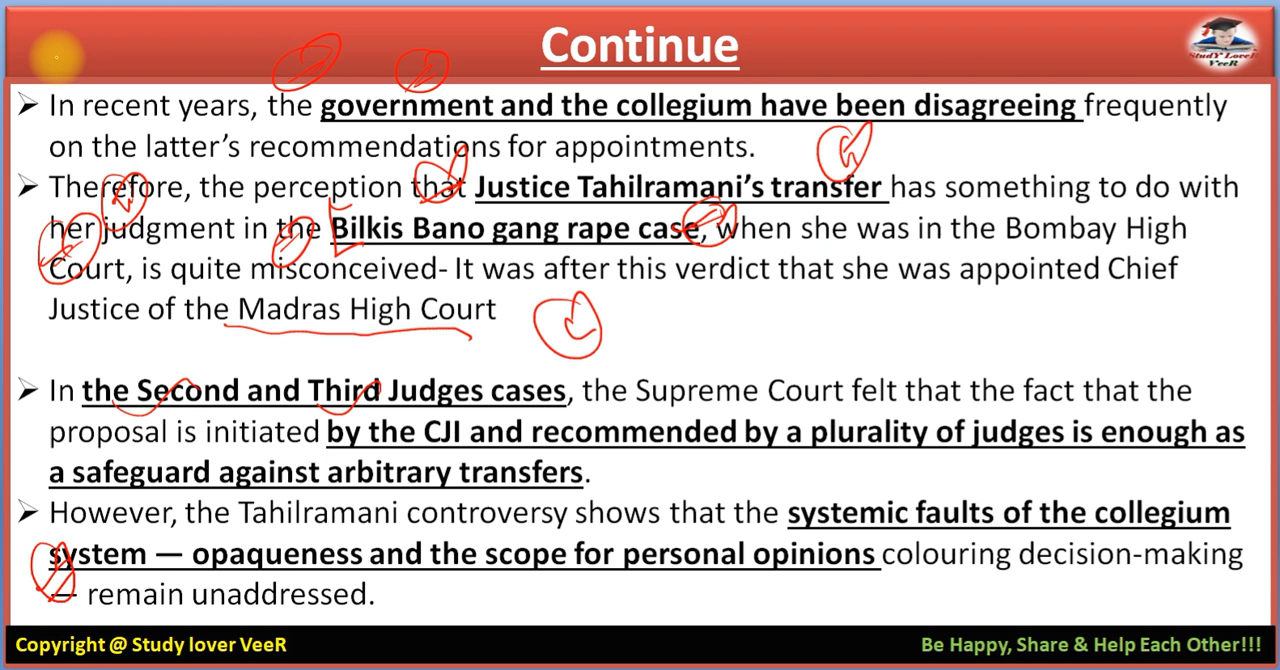 Continue
StudY LoveR
VeeR
➢ In recent years, the government and the collegium have been disagreeing frequently
on the latter's recommendations for appointments.
➢ Therefore, the perception that Justice Tahilramani's transfer has something to do with
her judgment in the Bilkis Bano gang rape case, when she was in the Bombay High
Court, is quite misconceived- It was after this verdict that she was appointed Chief
Justice of the Madras High Court
➢ In the Second and Third Judges cases, the Supreme Court felt that the fact that the
proposal is initiated by the CJI and recommended by a plurality of judges is enough as
a safeguard against arbitrary transfers.
➢ However, the Tahilramani controversy shows that the systemic faults of the collegium
system — opaqueness and the scope for personal opinions colouring decision-making
— remain unaddressed.
Copyright @ Study lover VeeR
Be Happy, Share & Help Each Other!!!